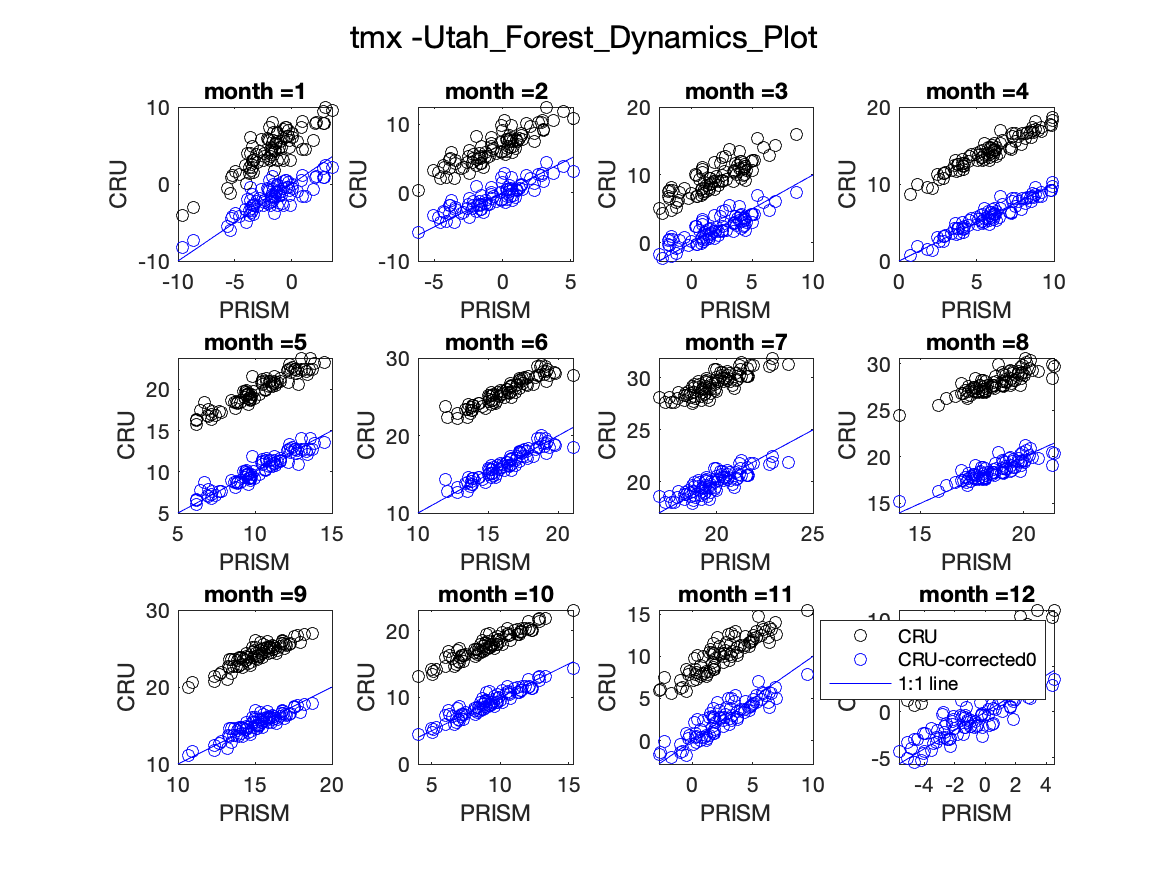 tmx -Utah_Forest_Dynamics_Plot
month =1
month =2
month =3
month =4
10
0
-10
CRU
-10 -5 0
PRISM
10
0
-10
CRU
-5 0 5
PRISM
20
10
0
CRU
0 10
PRISM
20
10
0
CRU
0 5 10
PRISM
month =5
month =6
month =7
month =8
20
15
10
5
CRU
5 10 15
PRISM
30
20
10
CRU
10 15 20
PRISM
30
25
20
CRU
20 25
PRISM
30
25
20
15
CRU
15 20
PRISM
month =9
month =10
month =11
month =12
30
20
10
CRU
10 15 20
PRISM
20
10
0
CRU
5 10 15
PRISM
15
10
5
0
CRU
0 5 10
PRISM
0
-5
-4 -2 0 2 4
PRISM
CRU
CRU-corrected0
1:1 line